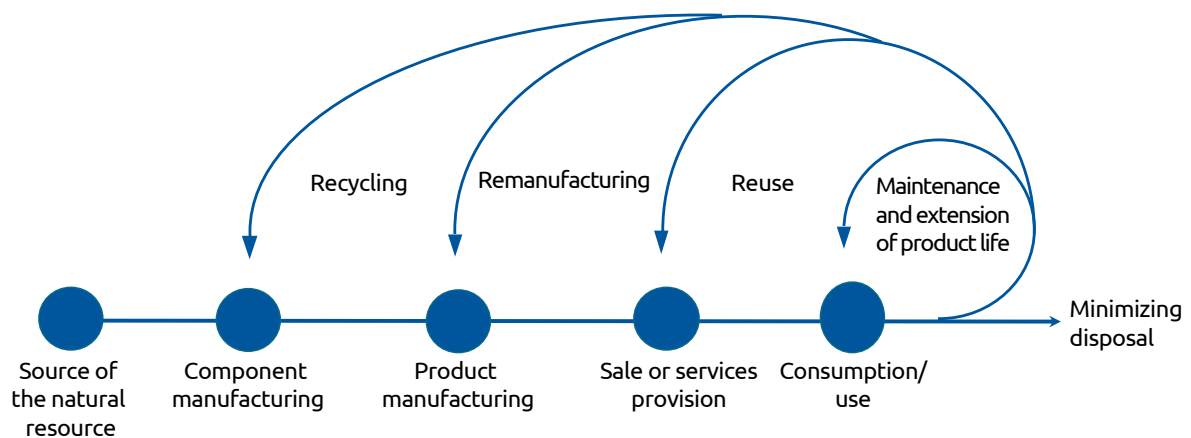 Recycling
Remanufacturing
Reuse
Maintenance
and extension
of product life
Minimizing
disposal
Source of
the natural
resource
Component
manufacturing
Product
manufacturing
Sale or services
provision
Consumption/
use